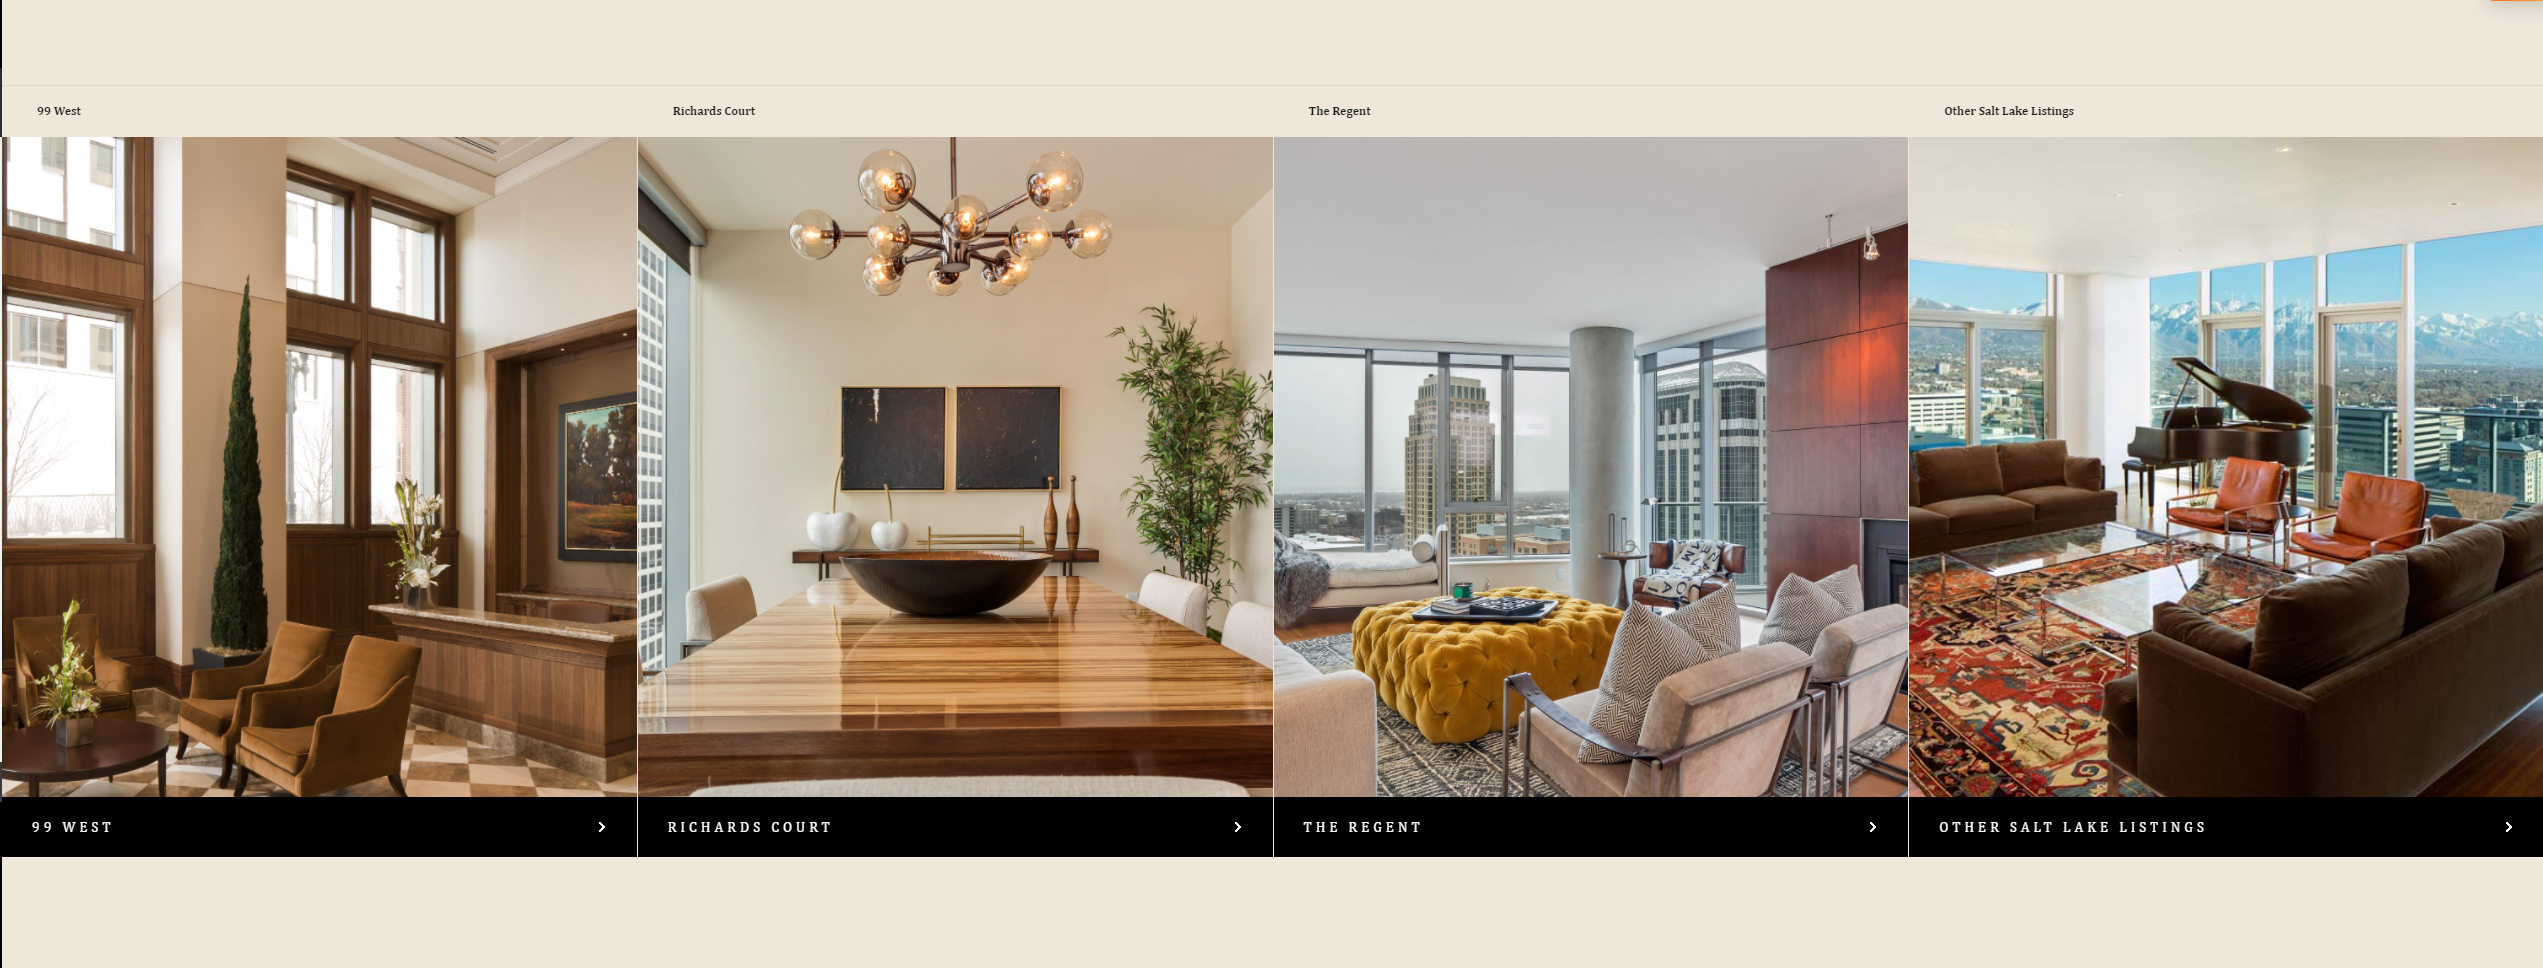 99 West
Richards Court
The Regent
Other Salt Lake Listings
99 WEST
RICHARDS COURT
THE REGENT
OTHER SALT LAKE LISTINGS